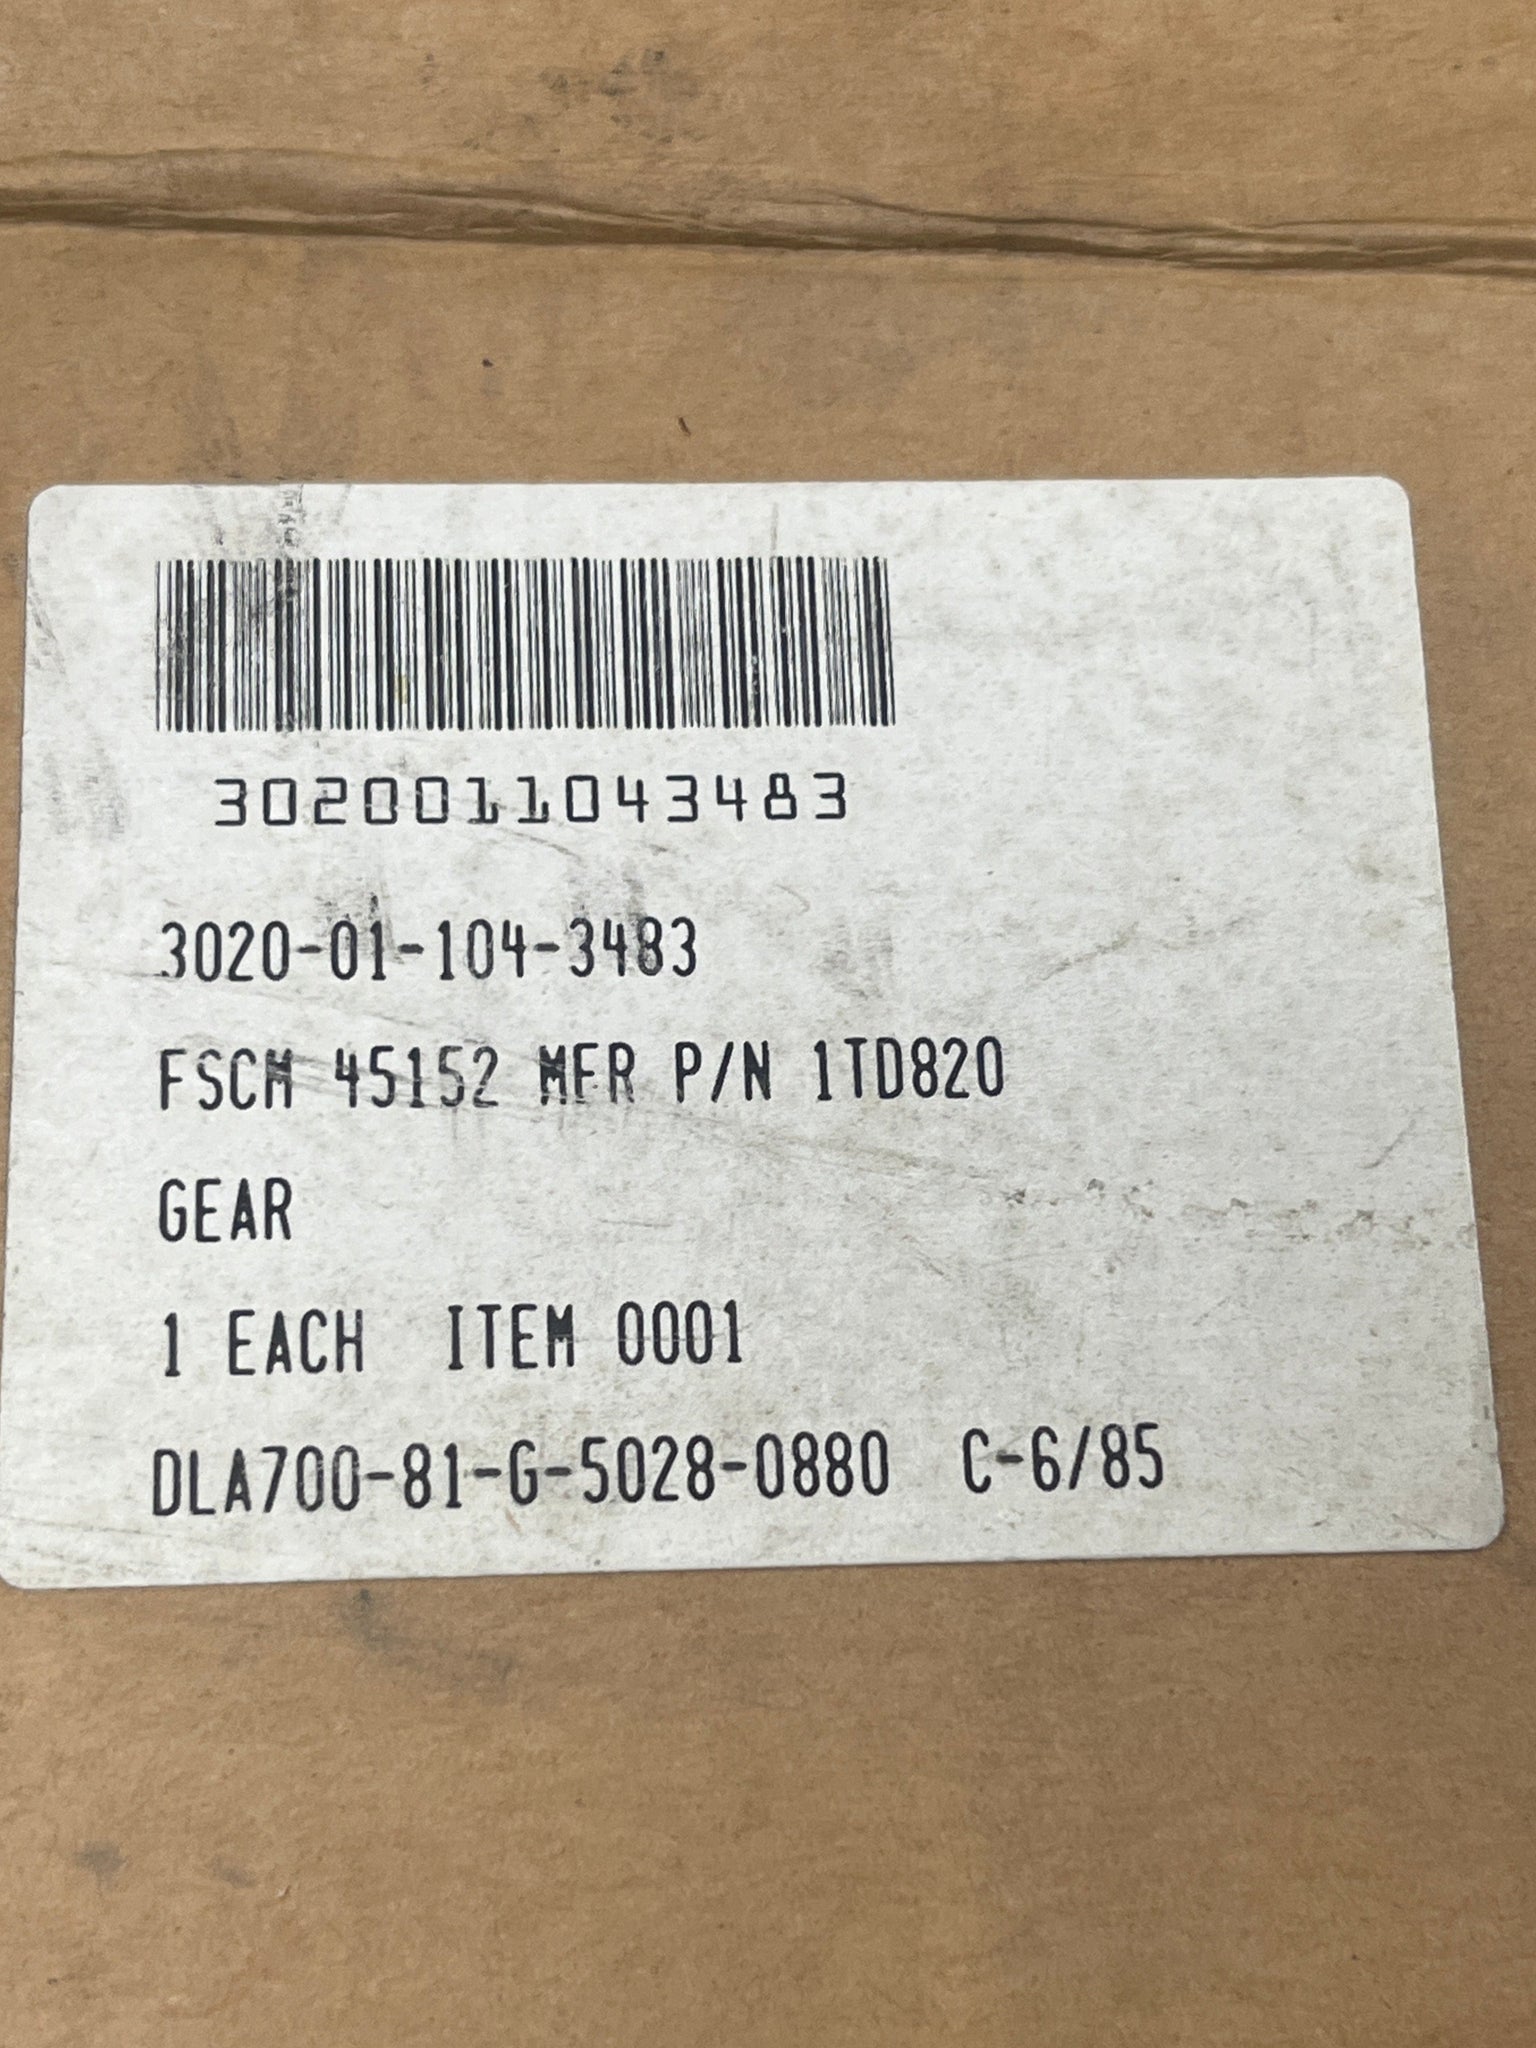 3020011043483
3020-01-104-3483
FSCM 45152 MFR P/N 1TD820
GEAR
1 EACH ITEM 0001
DLA700-81-G-5028-0880 C-6/85